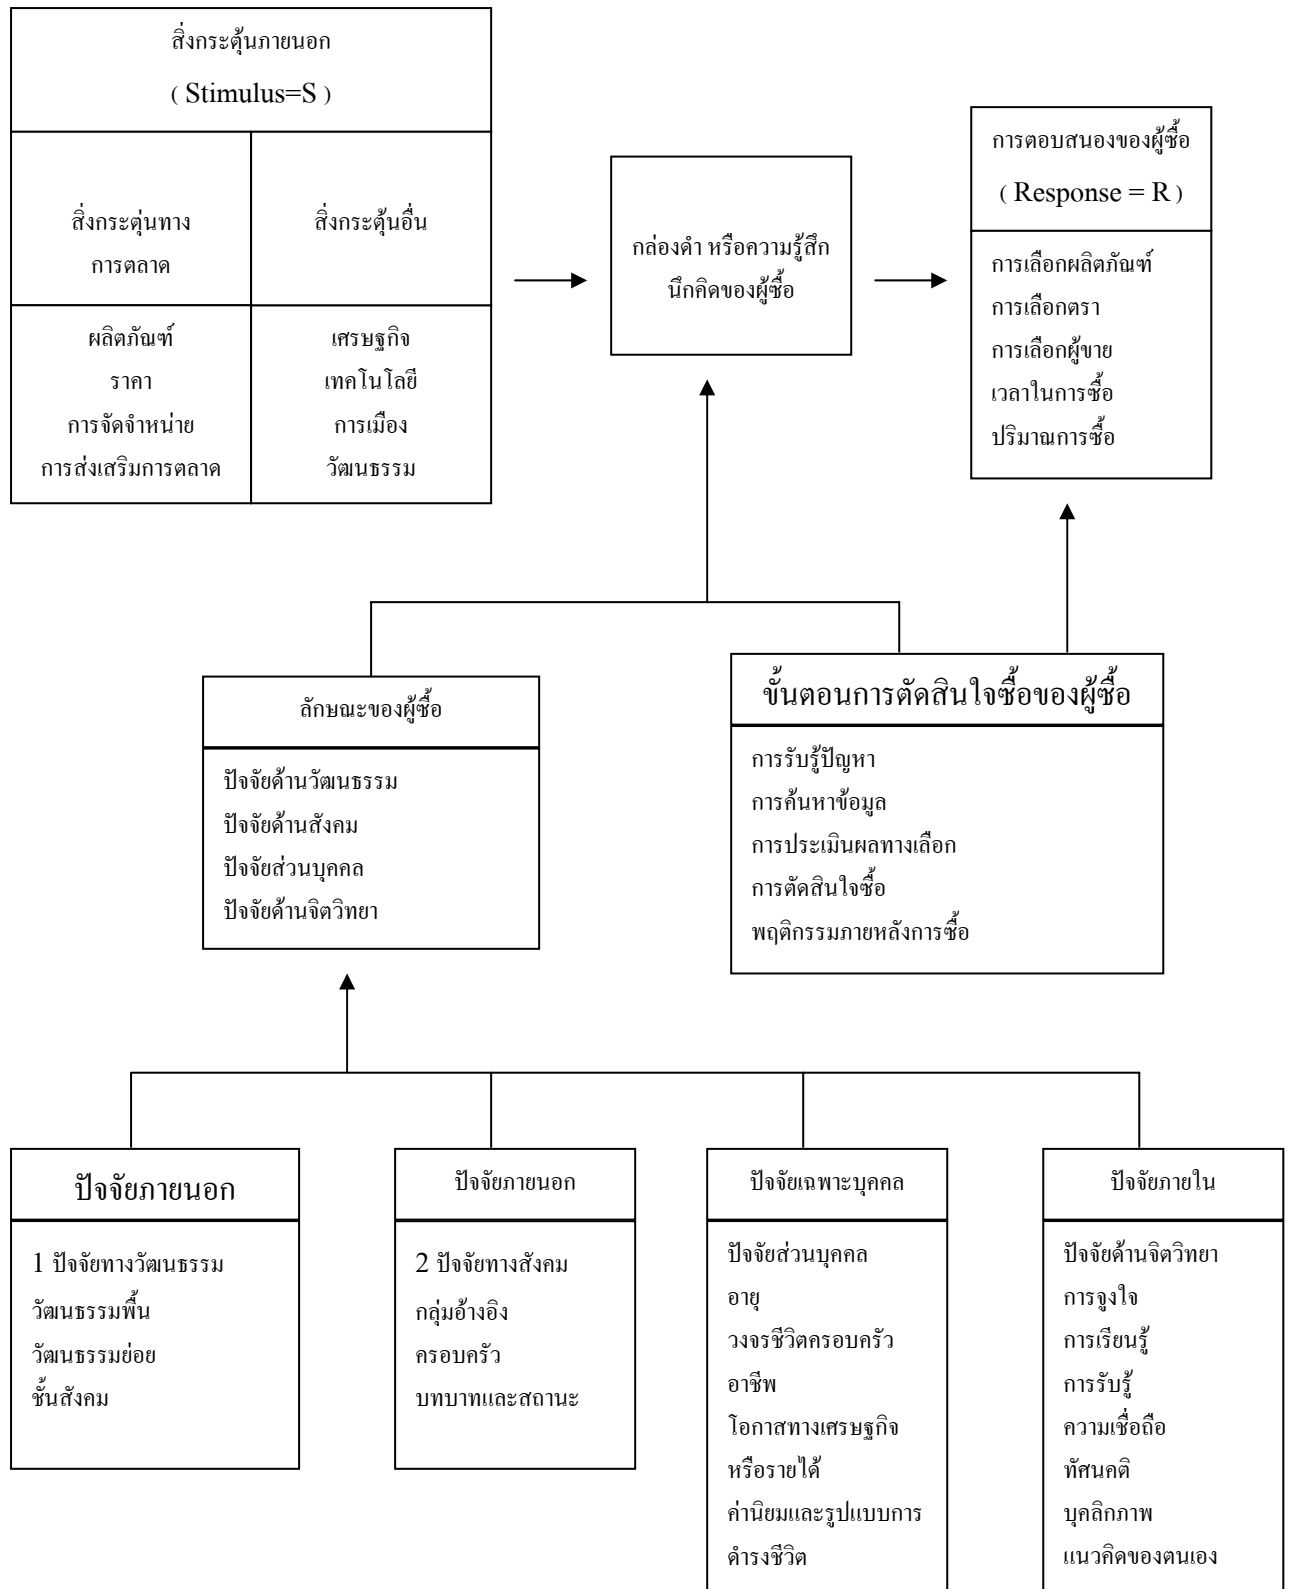 สิ่งกระตุ้นภายนอก
( Stimulus=S )
สิ่งกระตุ่นทาง
การตลาด
สิ่งกระตุ้นอื่น
ผลิตภัณฑ์
ราคา
การจัดจำหน่าย
การส่งเสริมการตลาด
เศรษฐกิจ
เทคโนโลยี
การเมือง
วัฒนธรรม
กล่องดำ หรือความรู้สึก
นึกคิดของผู้ซื้อ
การตอบสนองของผู้ซื้อ
( Response = R )
การเลือกผลิตภัณฑ์
การเลือกตรา
การเลือกผู้ขาย
เวลาในการซื้อ
ปริมาณการซื้อ
ลักษณะของผู้ซื้อ
ปัจจัยด้านวัฒนธรรม
ปัจจัยด้านสังคม
ปัจจัยส่วนบุคคล
ปัจจัยด้านจิตวิทยา
ขั้นตอนการตัดสินใจซื้อของผู้ซื้อ
การรับรู้ปัญหา
การค้นหาข้อมูล
การประเมินผลทางเลือก
การตัดสินใจซื้อ
พฤติกรรมภายหลังการซื้อ
ปัจจัยภายนอก
1 ปัจจัยทางวัฒนธรรม
วัฒนธรรมพื้น
วัฒนธรรมย่อย
ชั้นสังคม
ปัจจัยภายนอก
2 ปัจจัยทางสังคม
กลุ่มอ้างอิง
ครอบครัว
บทบาทและสถานะ
ปัจจัยเฉพาะบุคคล
ปัจจัยส่วนบุคคล
อายุ
วงจรชีวิตครอบครัว
อาชีพ
โอกาสทางเศรษฐกิจ
หรือรายได้
ค่านิยมและรูปแบบการ
ดำรงชีวิต
ปัจจัยภายใน
ปัจจัยด้านจิตวิทยา
การจูงใจ
การเรียนรู้
การรับรู้
ความเชื่อถือ
ทัศนคติ
บุคลิกภาพ
แนวคิดของตนเอง